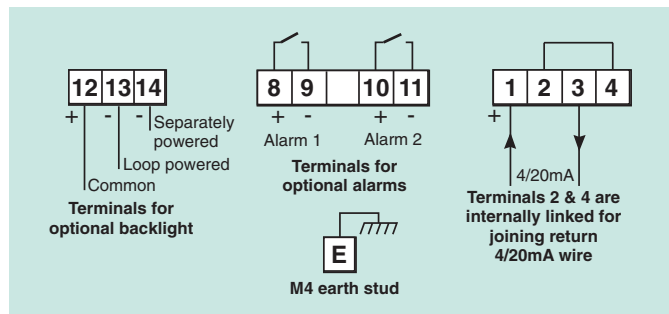 12 13 14
+ - -
Separately
powered
Loop powered
Common
Terminals for
optional backlight
8 9 10 11
+ - + -
Alarm 1 Alarm 2
Terminals for
optional alarms
E
M4 earth stud
1 2 3 4
+
4/20mA
Terminals 2 & 4 are
internally linked for
joining return
4/20mA wire